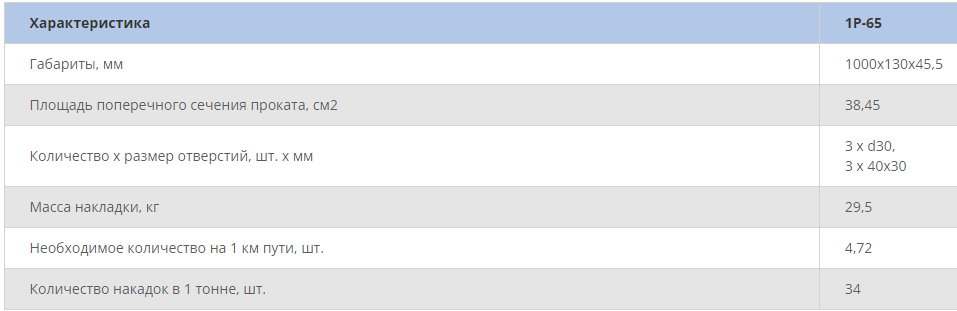 Характеристика 1Р-65
Габариты, мм 1000х130х45,5
Площадь поперечного сечения проката, см2 38,45
Количество х размер отверстий, шт. х мм 3 х d30,
3 х 40х30
Масса накладки, кг 29,5
Необходимое количество на 1 км пути, шт. 4,72
Количество накадок в 1 тонне, шт. 34